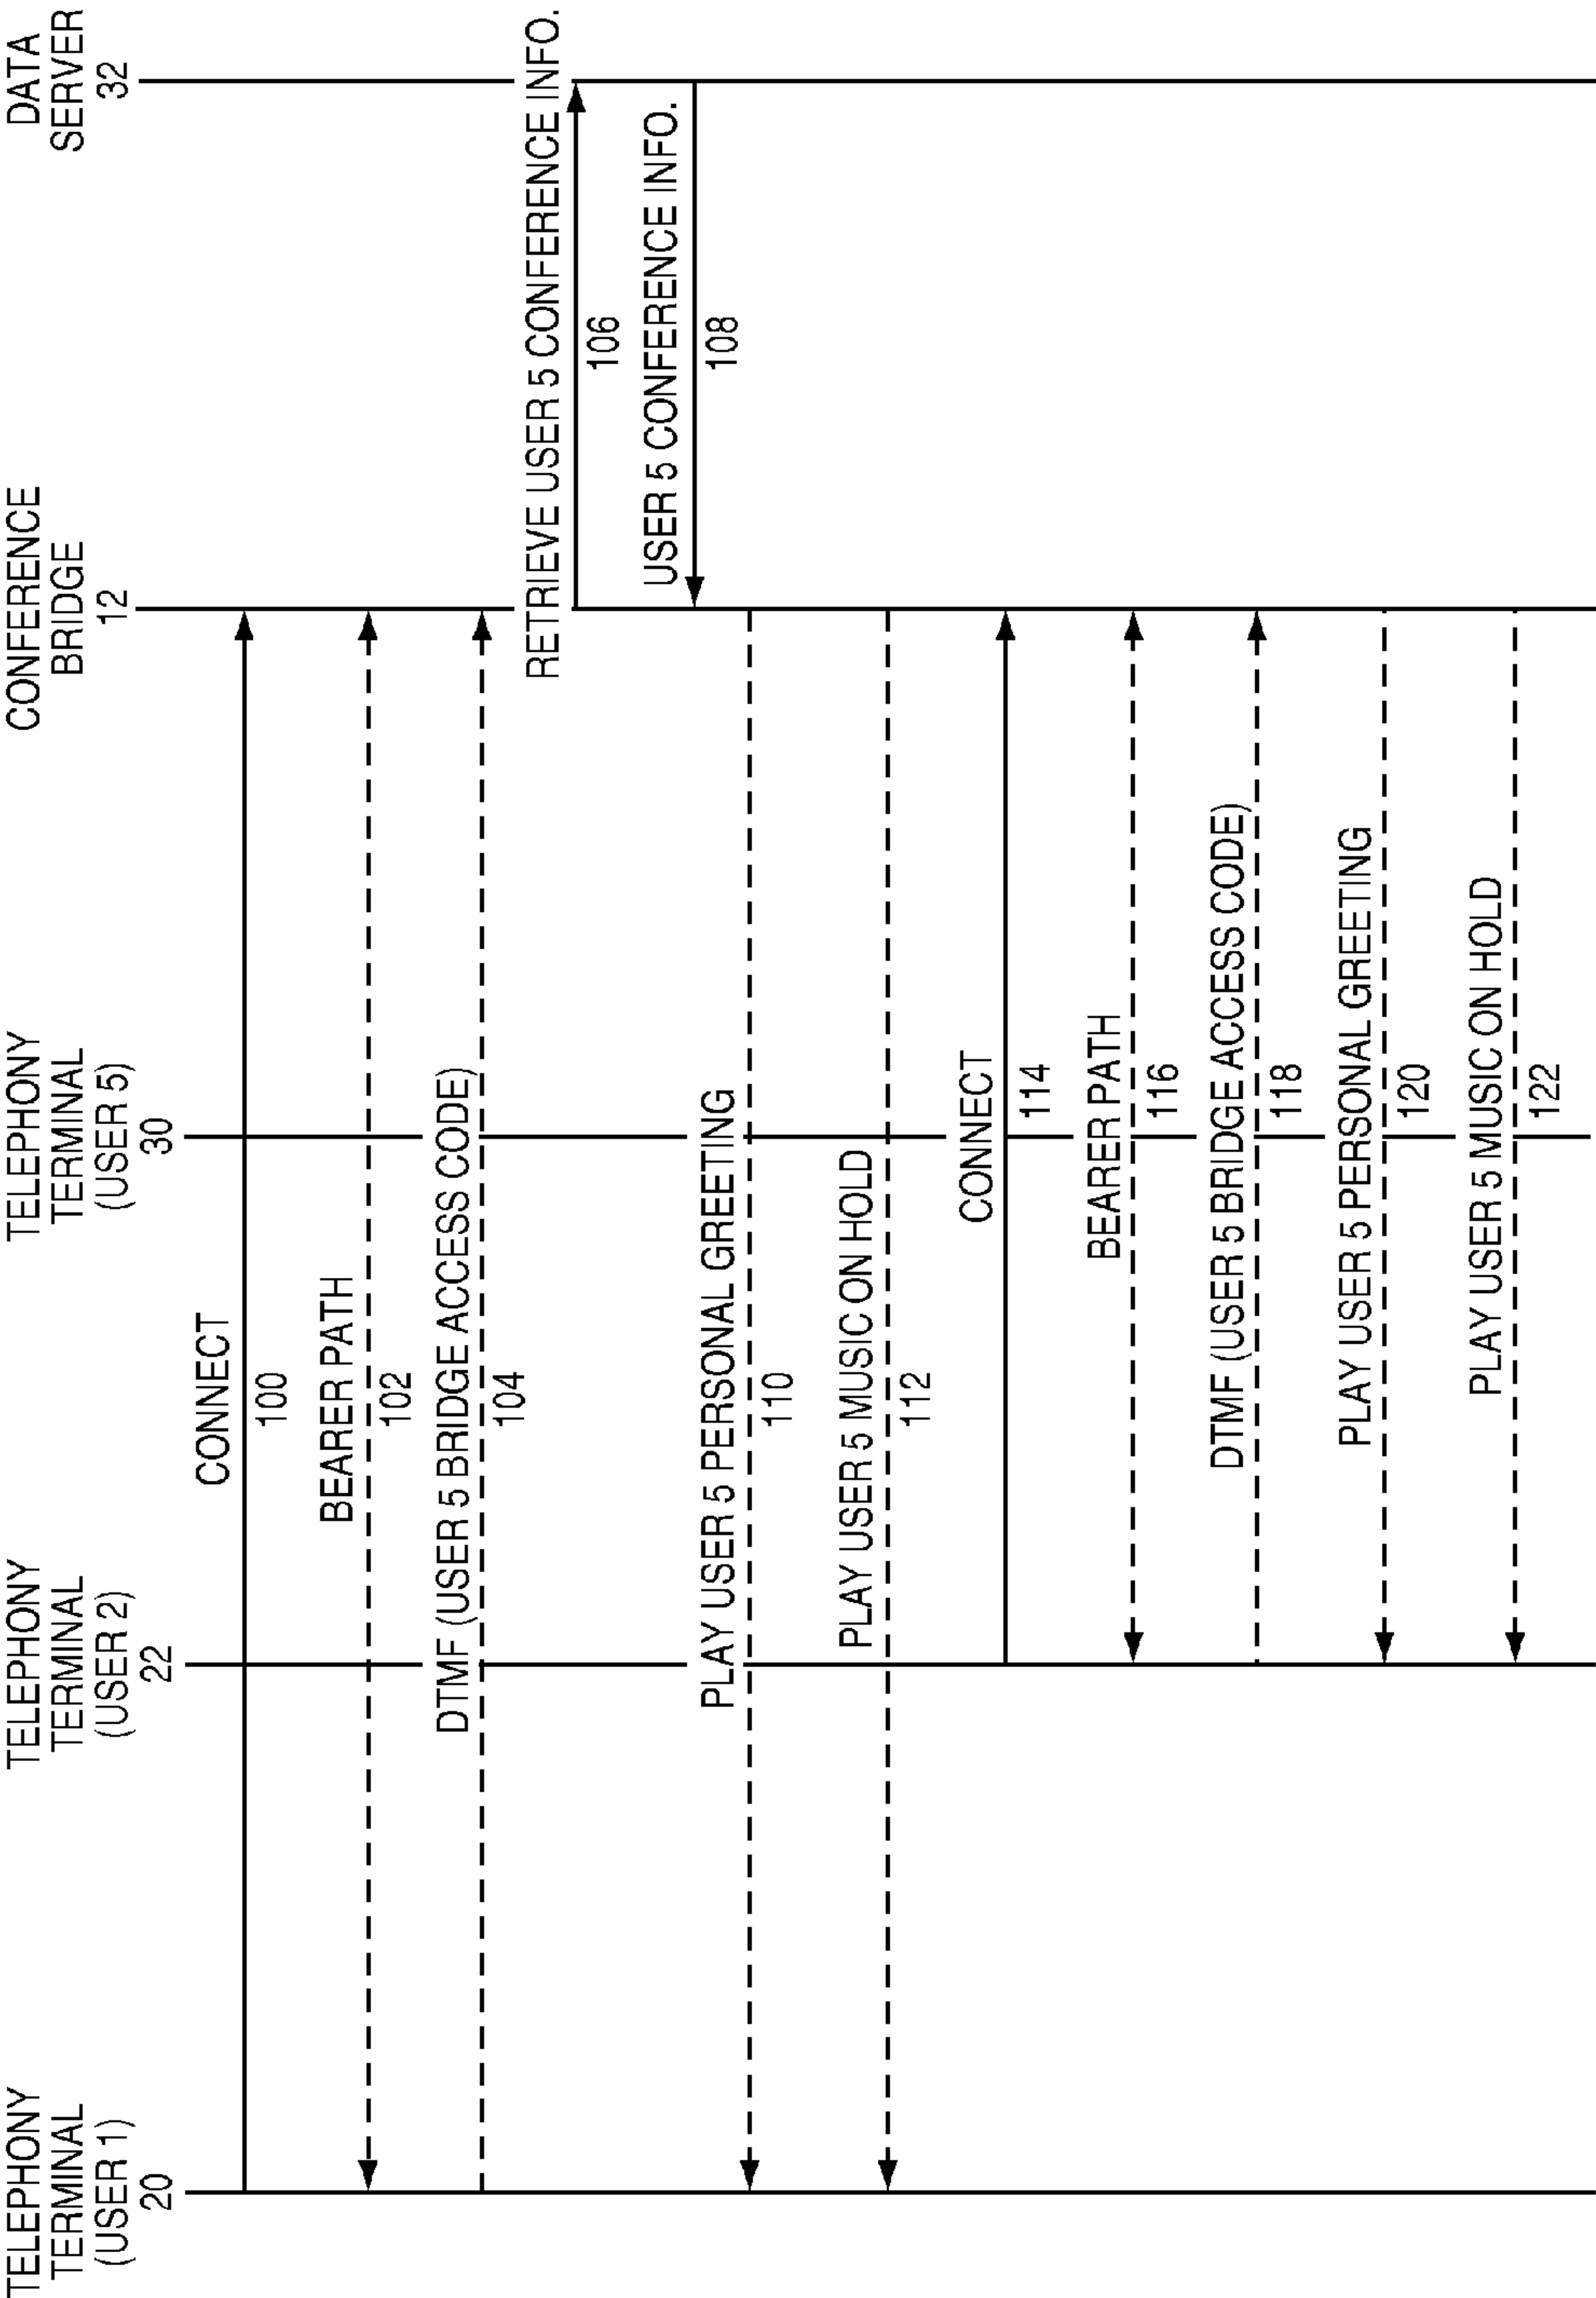 TELEPHONY
TERMINAL
(USER 1)
20
TELEPHONY
TERMINAL
(USER 2)
22
TELEPHONY
TERMINAL
(USER 5)
30
CONFERENCE
BRIDGE
12
DATA
SERVER
32
CONNECT
100
BEARER PATH
102
DTMF (USER 5 BRIDGE ACCESS CODE)
104
RETRIEVE USER 5 CONFERENCE INFO.
106
USER 5 CONFERENCE INFO.
108
PLAY USER 5 PERSONAL GREETING
110
PLAY USER 5 MUSIC ON HOLD
112
CONNECT
114
BEARER PATH
116
DTMF (USER 5 BRIDGE ACCESS CODE)
118
PLAY USER 5 PERSONAL GREETING
120
PLAY USER 5 MUSIC ON HOLD
122